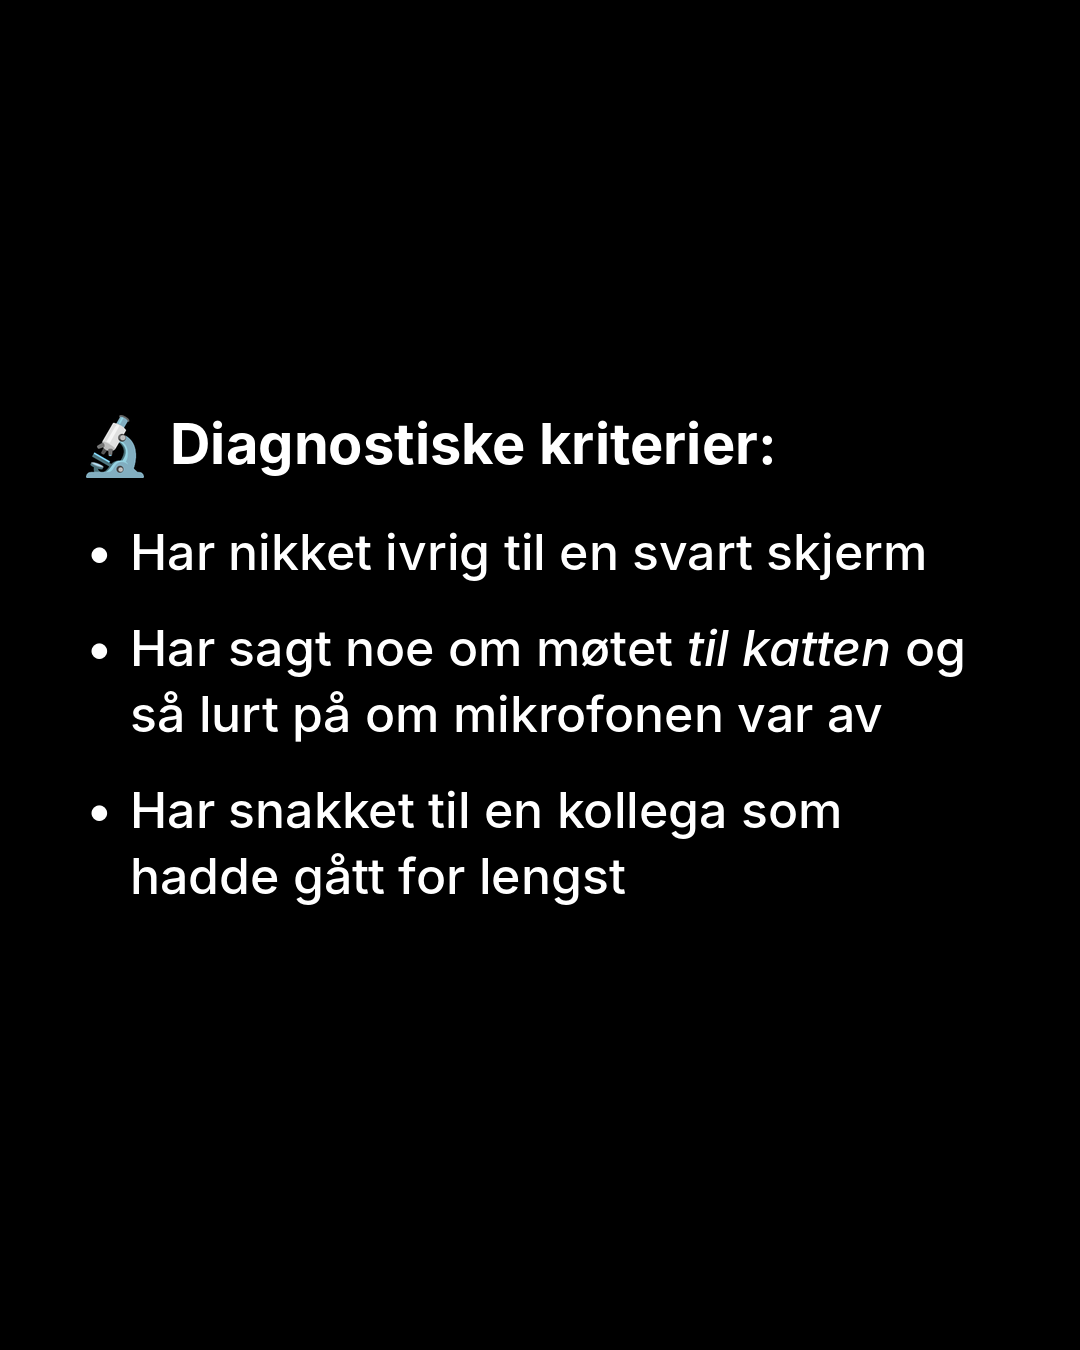 🔬 Diagnostiske kriterier:
• Har nikket ivrig til en svart skjerm
• Har sagt noe om møtet til katten og
så lurt på om mikrofonen var av
• Har snakket til en kollega som
hadde gått for lengst